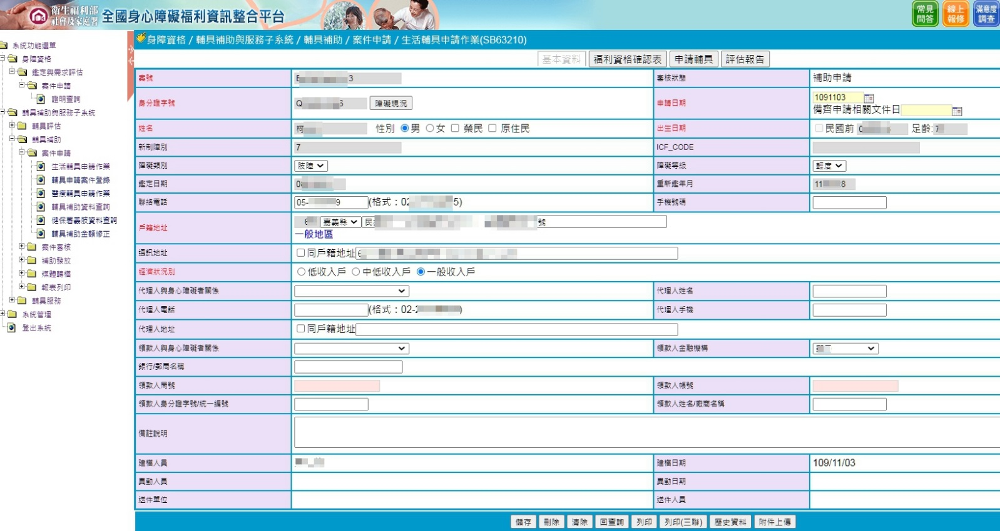 衛生福利部
社會及家庭署
全國身心障礙福利資訊整合平台
常見
問答
線上
報修
滿意度
調查
系統功能選單
身障資格
鑑定與需求評估
案件申請
證明查詢
輔具補助與服務子系統
輔具評估
輔具補助
案件申請
生活輔具申請作業
輔具申請案件登錄
醫療輔具申請作業
輔具補助資料查詢
健保署義肢資料查詢
輔具補助金額修正
案件審核
補助發放
媒體轉檔
報表列印
輔具服務
系統管理
登出系統
身障資格 / 輔具補助與服務子系統 / 輔具補助 / 案件申請 / 生活輔具申請作業(SB63210)
基本資料 福利資格確認表 申請輔具 評估報告
案號 3 審核狀態 補助申請
身分證字號 Q 6 障礙現況 申請日期 1091103
備齊申請相關文件日
姓名 柯 性別 男 女 榮民 原住民 出生日期 民國前 0 足齡: 7
新制障別 7 ICF_CODE
障礙類別 肢障 障礙等級 輕度
鑑定日期 0 重新鑑年月 11 8
聯絡電話 05- 9 (格式：02 5) 手機號碼
戶籍地址 6 嘉義縣 民 號
一般地區
通訊地址 同戶籍地址 6
經濟狀況別 低收入戶 中低收入戶 一般收入戶
代理人與身心障礙者關係 代理人姓名
代理人電話 (格式：02-2 ) 代理人手機
代理人地址 同戶籍地址
領款人與身心障礙者關係 領款人金融機構
銀行/郵局名稱
領款人局號 領款人帳號
領款人身分證字號/統一編號 領款人姓名/廠商名稱
備註說明
建檔人員 建檔日期 109/11/03
異動人員 異動日期
送件單位 送件人員
儲存 刪除 清除 回查詢 列印 列印(三聯) 歷史資料 附件上傳